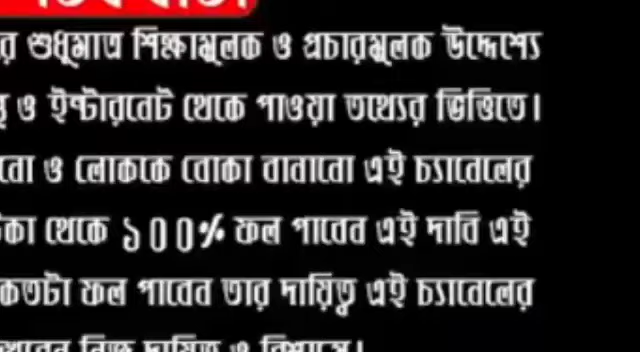 শুধুমাত্র শিক্ষামূলক ও প্রচারমূলক উদ্দেশ্যে
ও ইন্টারনেট থেকে পাওয়া তথ্যের ভিত্তিতে।
ও লোককে বোকা বানানো এই চ্যানেলের
থেকে ১০০% ফল পাবেন এই দাবি এই
কতটা ফল পাবেন তার দায়িত্ব এই চ্যানেলের
নিজ দায়িত্ব ও বিশ্বাসে।